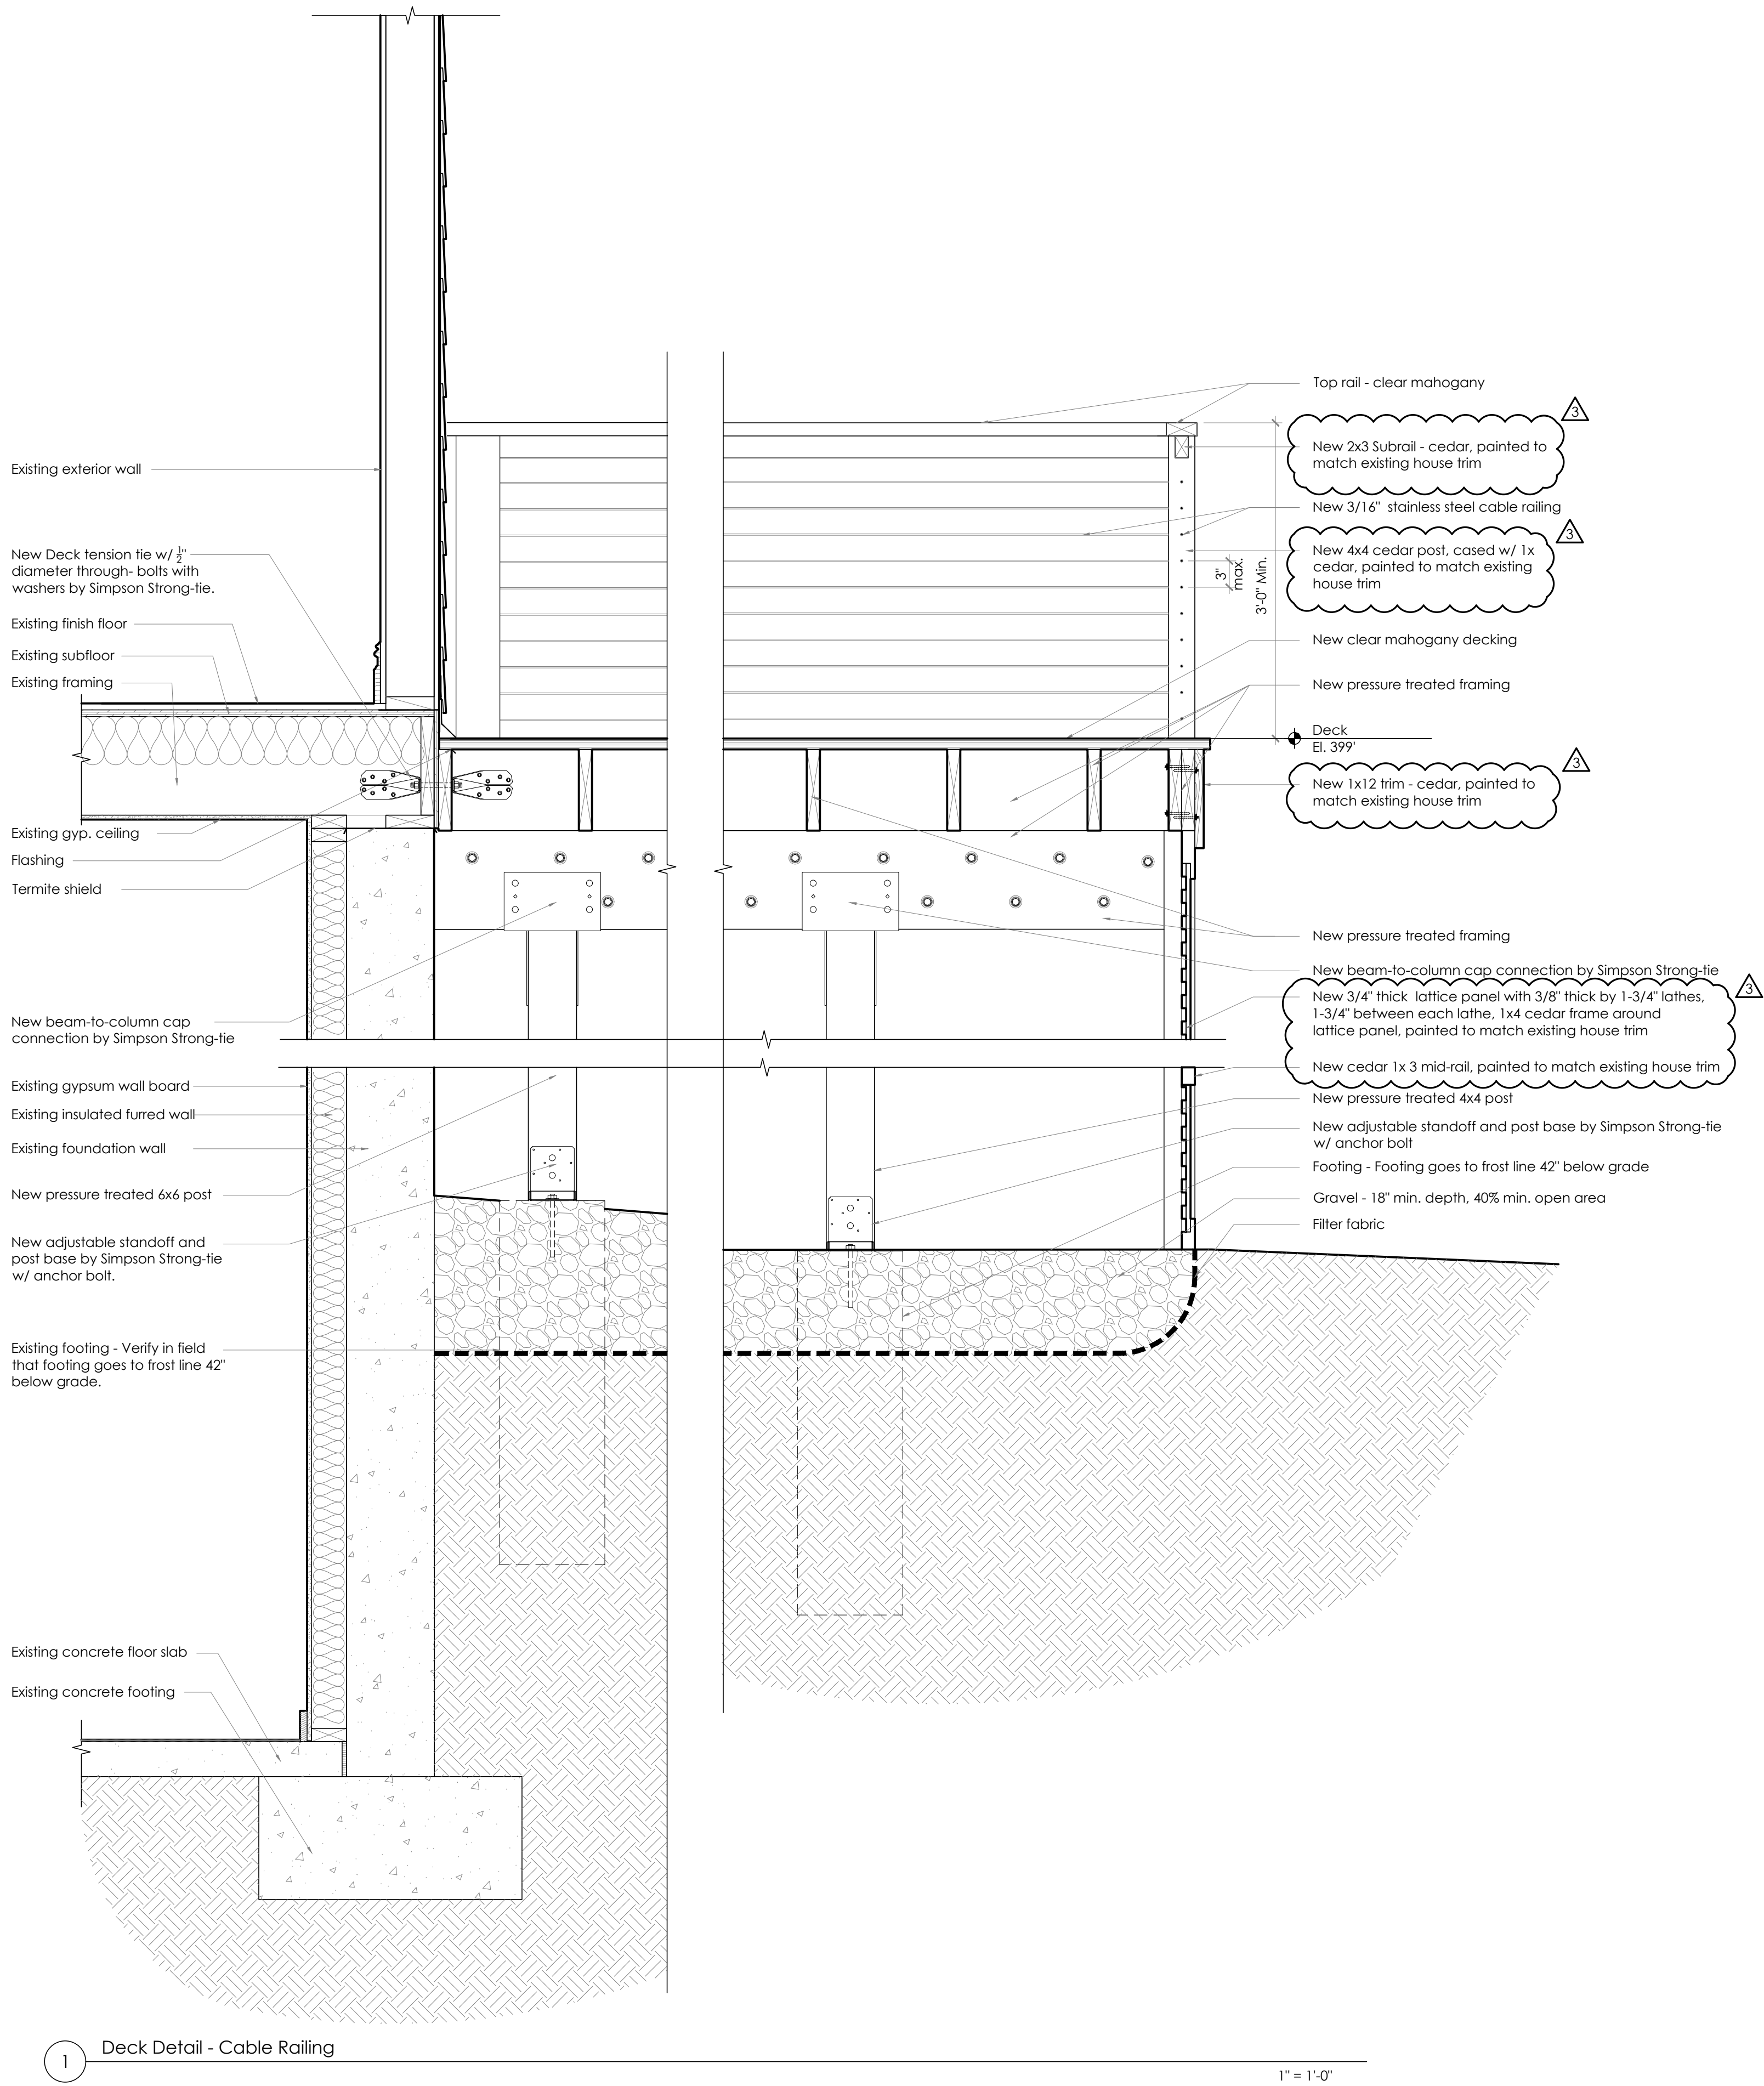 Existing exterior wall
New Deck tension tie w/ 1/2"
diameter through- bolts with
washers by Simpson Strong-tie.
Existing finish floor
Existing subfloor
Existing framing
Existing gyp. ceiling
Flashing
Termite shield
New beam-to-column cap
connection by Simpson Strong-tie
Existing gypsum wall board
Existing insulated furred wall
Existing foundation wall
New pressure treated 6x6 post
New adjustable standoff and
post base by Simpson Strong-tie
w/ anchor bolt.
Existing footing - Verify in field
that footing goes to frost line 42"
below grade.
Existing concrete floor slab
Existing concrete footing
Top rail - clear mahogany
3
New 2x3 Subrail - cedar, painted to
match existing house trim
New 3/16" stainless steel cable railing
3
New 4x4 cedar post, cased w/ 1x
cedar, painted to match existing
house trim
3"
max.
3'-0" Min.
New clear mahogany decking
New pressure treated framing
Deck
El. 399'
3
New 1x12 trim - cedar, painted to
match existing house trim
New pressure treated framing
New beam-to-column cap connection by Simpson Strong-tie
3
New 3/4" thick lattice panel with 3/8" thick by 1-3/4" lathes,
1-3/4" between each lathe, 1x4 cedar frame around
lattice panel, painted to match existing house trim
New cedar 1x 3 mid-rail, painted to match existing house trim
New pressure treated 4x4 post
New adjustable standoff and post base by Simpson Strong-tie
w/ anchor bolt
Footing - Footing goes to frost line 42" below grade
Gravel - 18" min. depth, 40% min. open area
Filter fabric
1
Deck Detail - Cable Railing
1" = 1'-0"